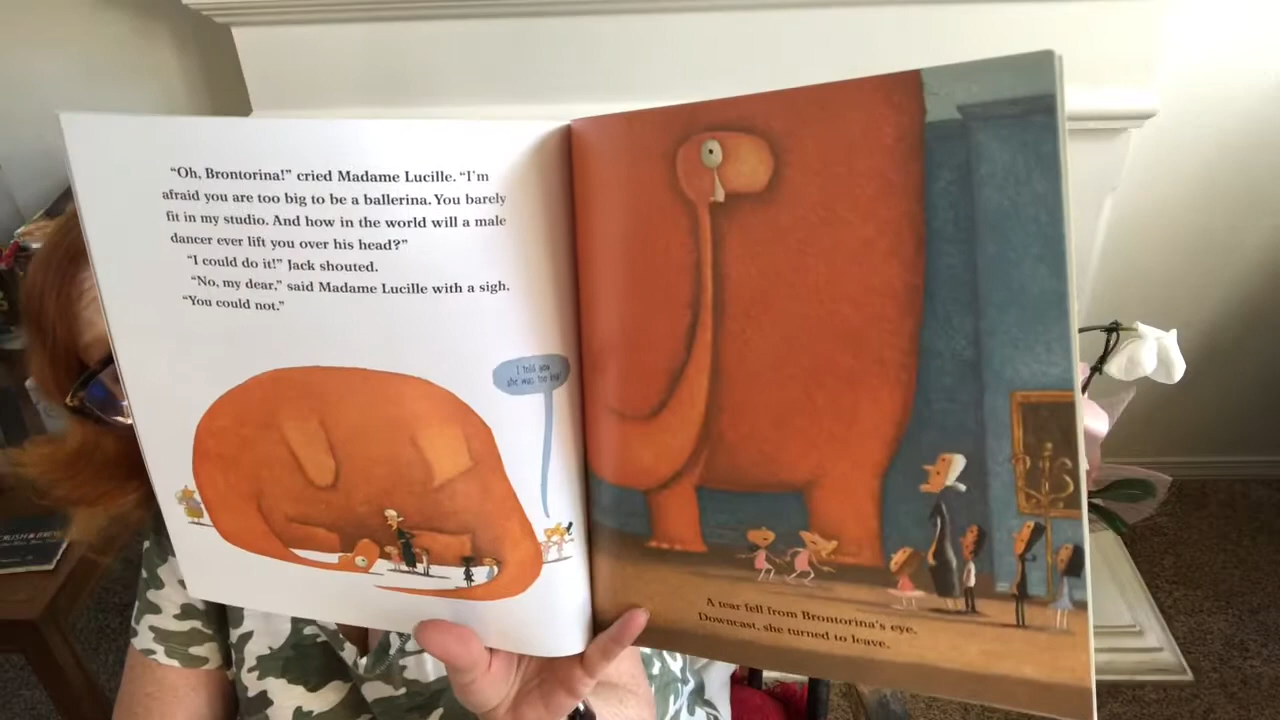 “Oh, Brontorina!” cried Madame Lucille. “I'm
afraid you are too big to be a ballerina. You barely
fit in my studio. And how in the world will a male
dancer ever lift you over his head?”
“I could do it!” Jack shouted.
“No, my dear,” said Madame Lucille with a sigh.
“You could not.”
I told you
she was too big!
A tear fell from Brontorina's eye.
Downcast, she turned to leave.